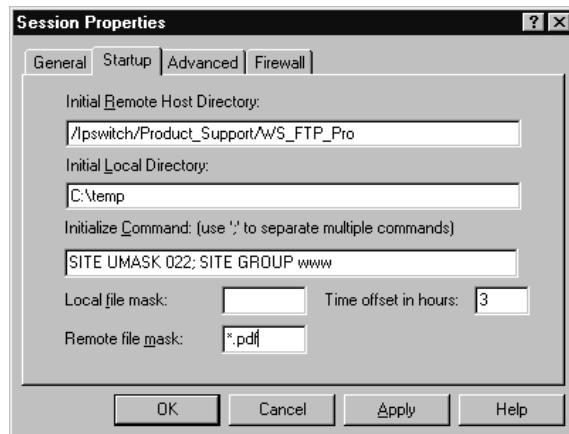 Session Properties
General Startup Advanced Firewall
Initial Remote Host Directory:
/Ipswitch/Product_Support/WS_FTP_Pro
Initial Local Directory:
C:\temp
Initialize Command: (use ';' to separate multiple commands)
SITE UMASK 022; SITE GROUP www
Local file mask: Time offset in hours: 3
Remote file mask: *.pdf
OK Cancel Apply Help